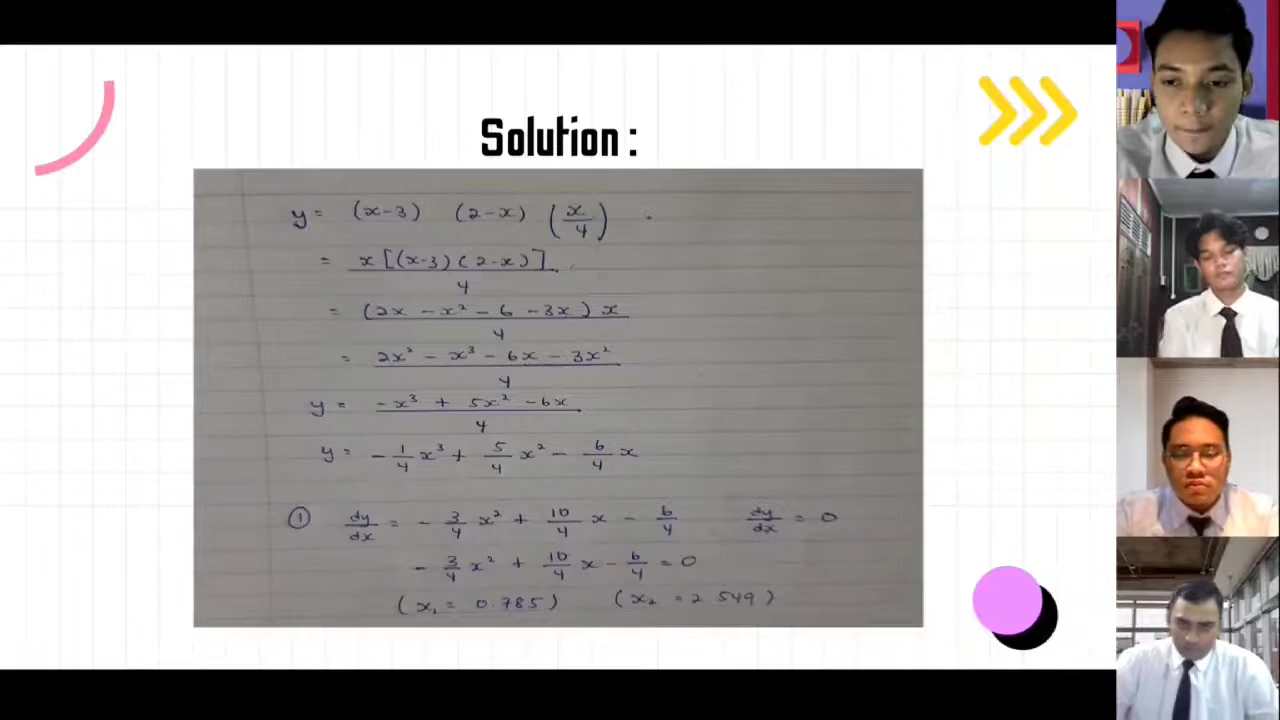 Solution :
y = (x-3) (2-x) (x/4)
= x[(x-3)(2-x)]/4
= (2x - x² - 6 - 3x) x/4
= 2x² - x³ - 6x - 3x²/4
y = -x³ + 5x² - 6x/4
y = -1/4 x³ + 5/4 x² - 6/4 x
① dy/dx = - 3/4 x² + 10/4 x - 6/4 dy/dx = 0
- 3/4 x² + 10/4 x - 6/4 = 0
(x₁ = 0.785) (x₂ = 2 549)